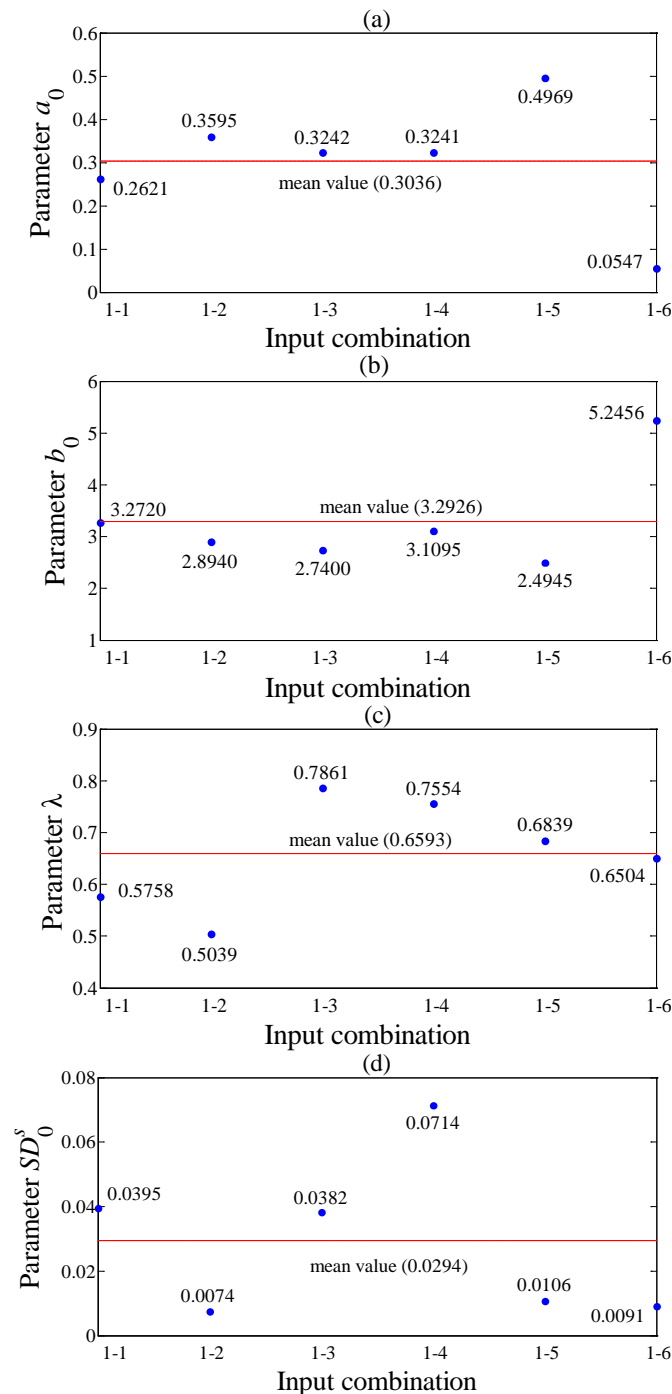 (a)
Parameter a0
0.6
0.5
0.4
0.3
0.2
0.1
0
0.2621
0.3595
0.3242
0.3241
0.4969
0.0547
mean value (0.3036)
1-1 1-2 1-3 1-4 1-5 1-6
Input combination
(b)
Parameter b0
6
5
4
3
2
1
3.2720
2.8940
2.7400
3.1095
2.4945
5.2456
mean value (3.2926)
1-1 1-2 1-3 1-4 1-5 1-6
Input combination
(c)
Parameter λ
0.9
0.8
0.7
0.6
0.5
0.4
0.5758
0.5039
0.7861
0.7554
0.6839
0.6504
mean value (0.6593)
1-1 1-2 1-3 1-4 1-5 1-6
Input combination
(d)
Parameter SD0s
0.08
0.06
0.04
0.02
0
0.0395
0.0074
0.0382
0.0714
0.0106
0.0091
mean value (0.0294)
1-1 1-2 1-3 1-4 1-5 1-6
Input combination